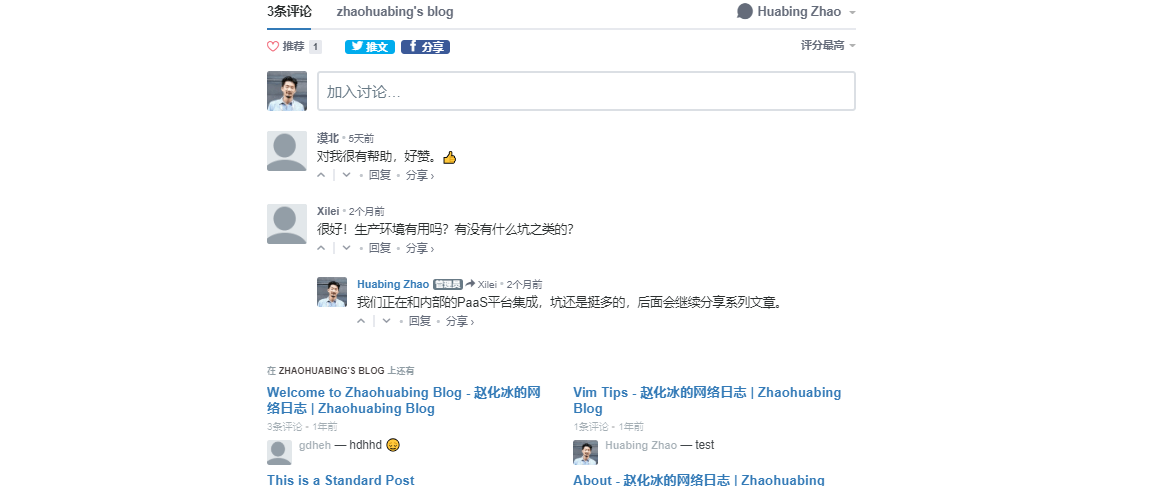 3条评论 zhaohuabing's blog Huabing Zhao
推荐 1 推文 分享 评分最高
加入讨论...
漠北 • 5天前
对我很有帮助，好赞。👍
回复 • 分享 ›
Xilei • 2个月前
很好！生产环境有用吗？有没有什么坑之类的?
回复 • 分享 ›
Huabing Zhao 管理员 Xilei • 2个月前
我们正在和内部的PaaS平台集成，坑还是挺多的，后面会继续分享系列文章。
回复 • 分享 ›
在 ZHAOHUABING'S BLOG 上还有
Welcome to Zhaohuabing Blog - 赵化冰的网
络日志 | Zhaohuabing Blog
3条评论 • 1年前
gdheh — hdhhd
Vim Tips - 赵化冰的网络日志 | Zhaohuabing
Blog
1条评论 • 1年前
Huabing Zhao — test
This is a Standard Post
About - 赵化冰的网络日志 | Zhaohuabing